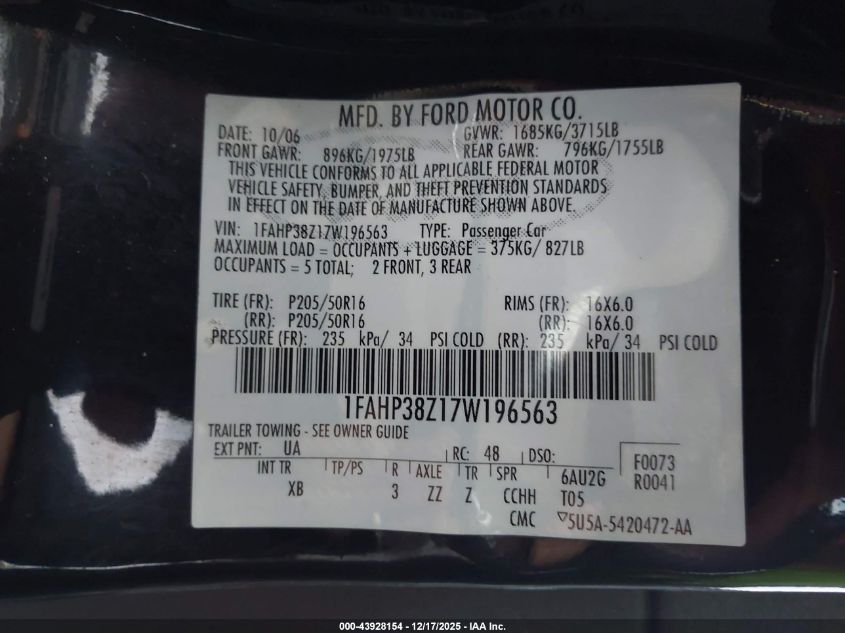 MFD. BY FORD MOTOR CO.
DATE: 10/06 GVWR: 1685KG/3715LB
FRONT GAWR: 896KG/1975LB REAR GAWR: 796KG/1755LB
THIS VEHICLE CONFORMS TO ALL APPLICABLE FEDERAL MOTOR
VEHICLE SAFETY, BUMPER, AND THEFT PREVENTION STANDARDS
IN EFFECT ON THE DATE OF MANUFACTURE SHOWN ABOVE.
VIN: 1FAHP38Z17W196563 TYPE: Passenger Car
MAXIMUM LOAD = OCCUPANTS + LUGGAGE = 375KG/ 827LB
OCCUPANTS = 5 TOTAL; 2 FRONT, 3 REAR
TIRE (FR): P205/50R16 RIMS (FR): 16X6.0
(RR): P205/50R16 (RR): 16X6.0
PRESSURE (FR): 235 kPa/ 34 PSI COLD (RR): 235 kPa/ 34 PSI COLD
1FAHP38Z17W196563
TRAILER TOWING - SEE OWNER GUIDE
EXT PNT: UA RC: 48 DSO: F0073
INT TR TP/PS R AXLE TR SPR 6AU2G R0041
XB 3 ZZ Z CCHH T05
CMC 5U5A-5420472-AA
000-43928154 - 12/17/2025 - IAA Inc.